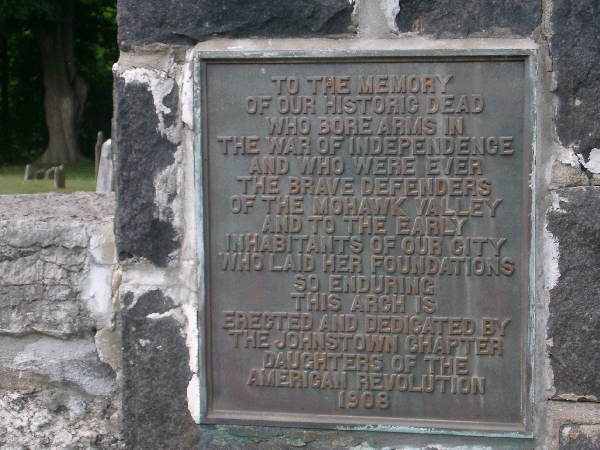 TO THE MEMORY
OF OUR HISTORIC DEAD
WHO BORE ARMS IN
THE WAR OF INDEPENDENCE
AND WHO WERE EVER
THE BRAVE DEFENDERS
OF THE MOHAWK VALLEY
AND TO THE EARLY
INHABITANTS OF OUR CITY
WHO LAID HER FOUNDATIONS
SO ENDURING
THIS ARCH IS
ERECTED AND DEDICATED BY
THE JOHNSTOWN CHAPTER
DAUGHTERS OF THE
AMERICAN REVOLUTION
1908